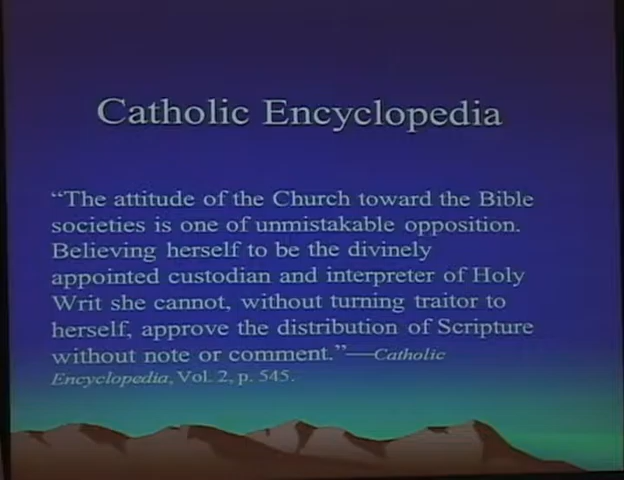 Catholic Encyclopedia
“The attitude of the Church toward the Bible
societies is one of unmistakable opposition.
Believing herself to be the divinely
appointed custodian and interpreter of Holy
Writ she cannot, without turning traitor to
herself, approve the distribution of Scripture
without note or comment.”—Catholic
Encyclopedia, Vol. 2, p. 545.